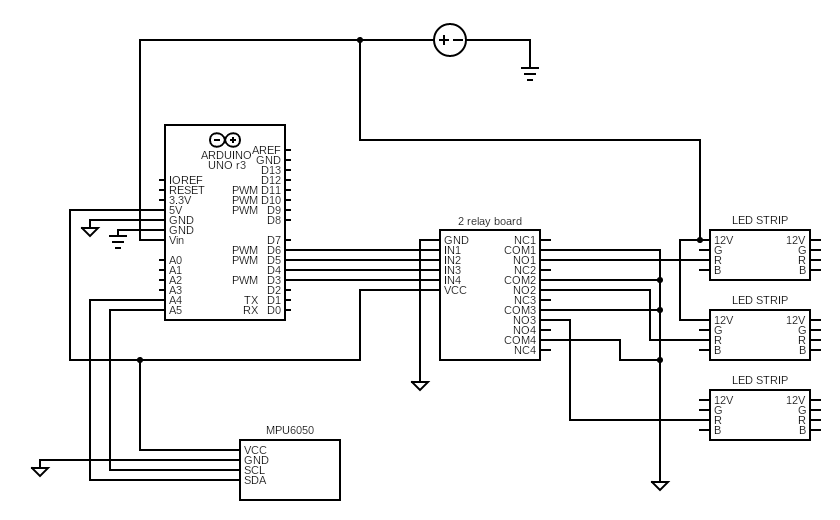 ARDUINO
UNO r3
AREF
GND
D13
IOREF
D12
RESET
PWM D11
3.3V
PWM D10
5V
PWM D9
GND
D8
GND
Vin
D7
PWM D6
A0
PWM D5
A1
D4
A2
PWM D3
A3
D2
A4
TX D1
A5
RX D0
2 relay board
GND
NC1
IN1
COM1
IN2
NO1
IN3
NC2
IN4
COM2
VCC
NO2
NC3
COM3
NO3
NO4
COM4
NC4
LED STRIP
12V 12V
G G
R R
B B
LED STRIP
12V 12V
G G
R R
B B
LED STRIP
12V 12V
G G
R R
B B
MPU6050
VCC
GND
SCL
SDA